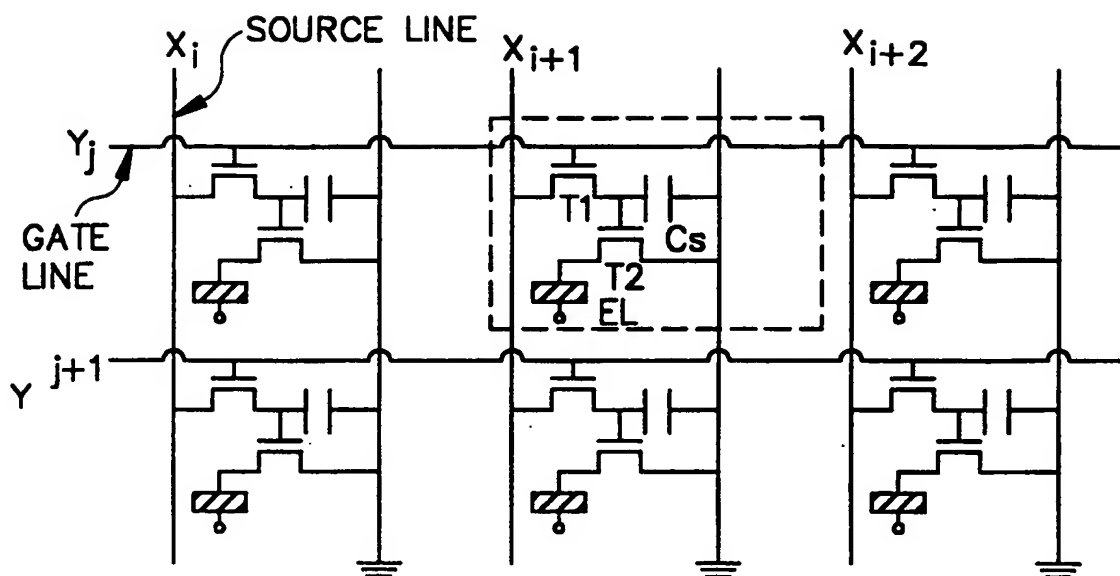 SOURCE LINE
Xi
Xi+1
Xi+2
Yj
GATE
LINE
T1
Cs
T2
EL
Y j+1